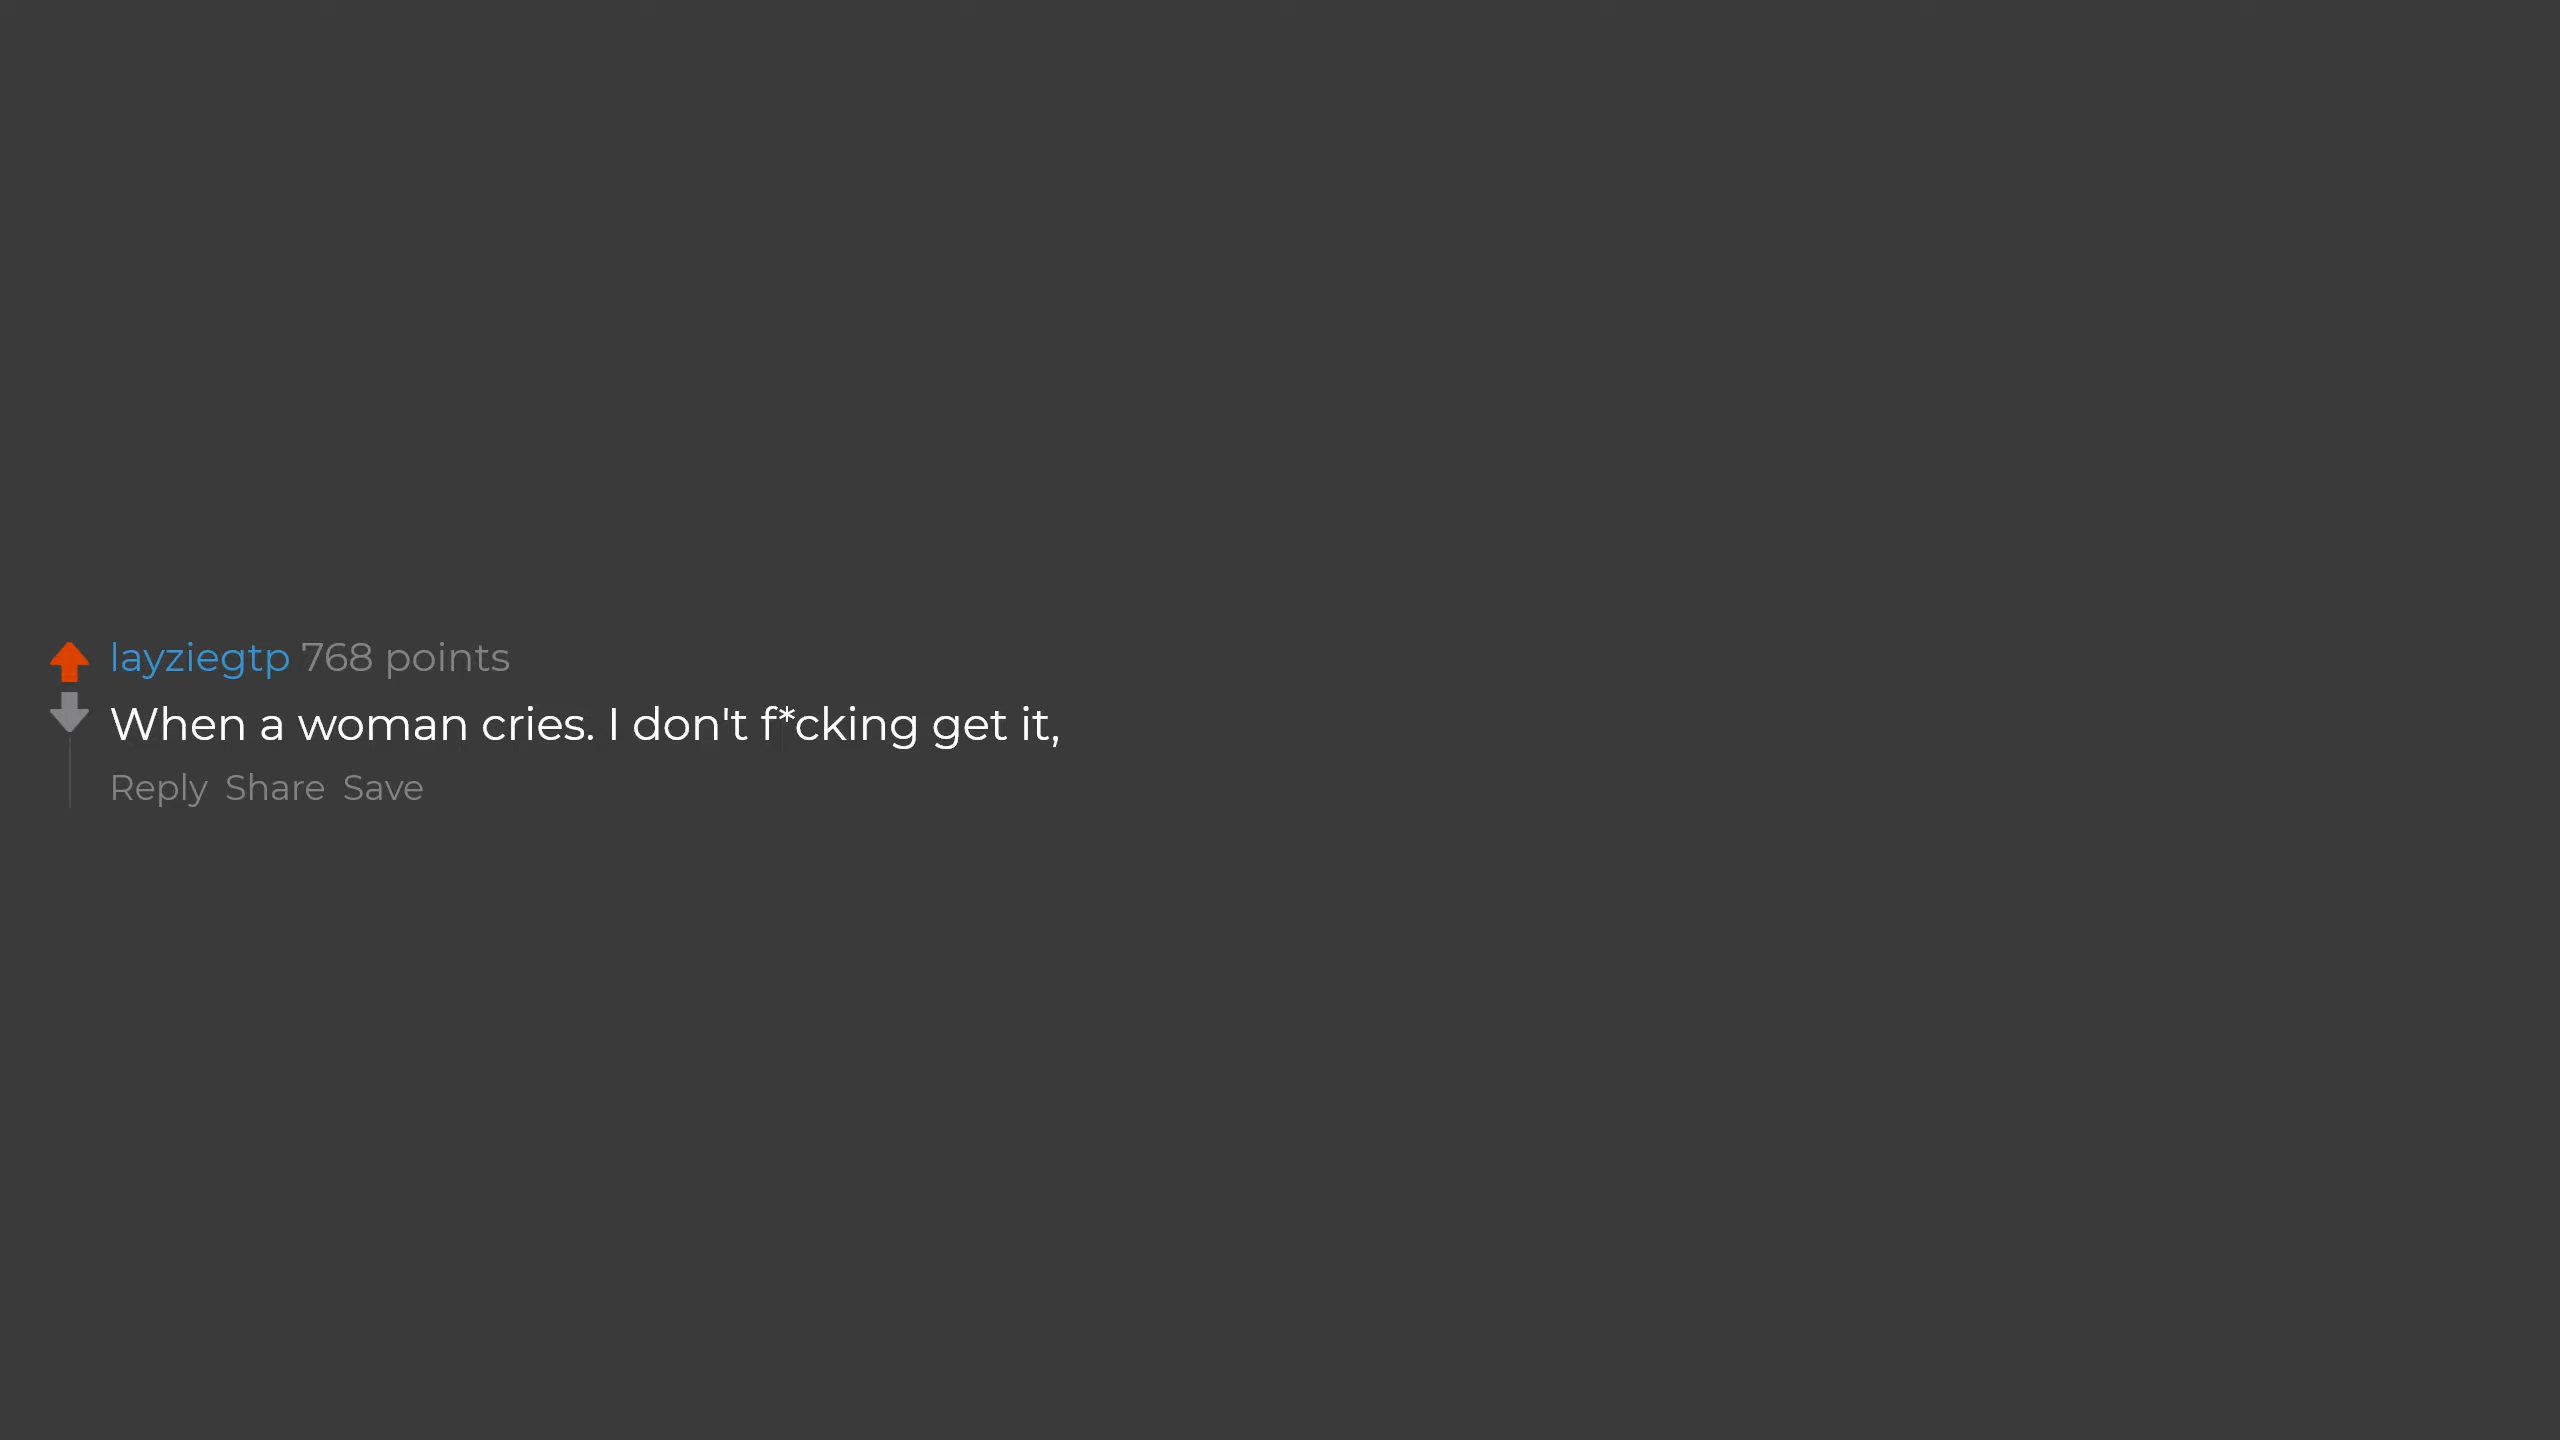 layziegtp 768 points
When a woman cries. I don't f*cking get it,
Reply Share Save